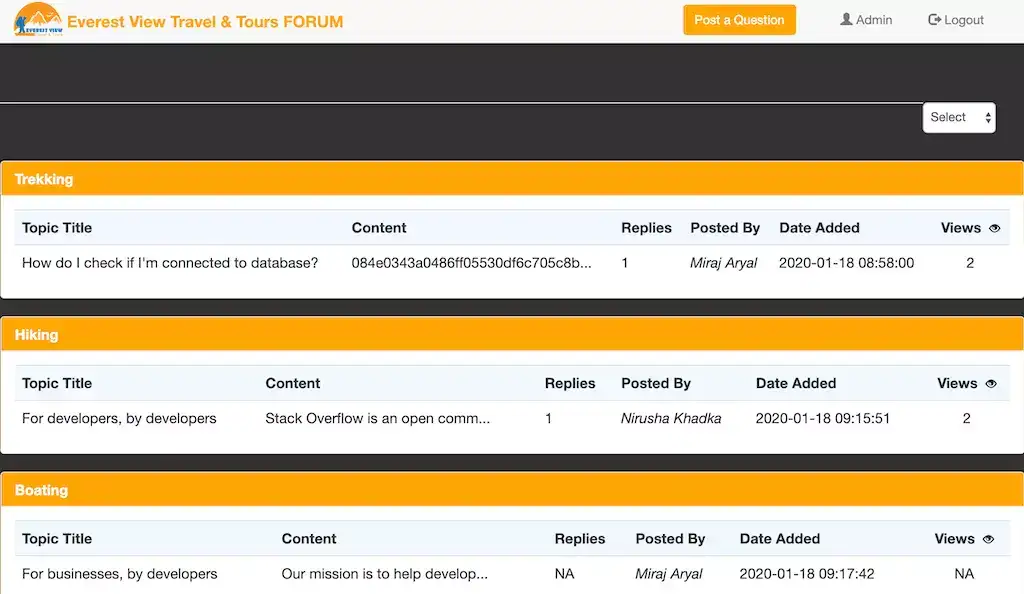 EVEREST VIEW
Everest View Travel & Tours FORUM
Post a Question
Admin
Logout
Select
Trekking
Topic Title Content Replies Posted By Date Added Views
How do I check if I'm connected to database? 084e0343a0486ff05530df6c705c8b... 1 Miraj Aryal 2020-01-18 08:58:00 2
Hiking
Topic Title Content Replies Posted By Date Added Views
For developers, by developers Stack Overflow is an open comm... 1 Nirusha Khadka 2020-01-18 09:15:51 2
Boating
Topic Title Content Replies Posted By Date Added Views
For businesses, by developers Our mission is to help develop... NA Miraj Aryal 2020-01-18 09:17:42 NA